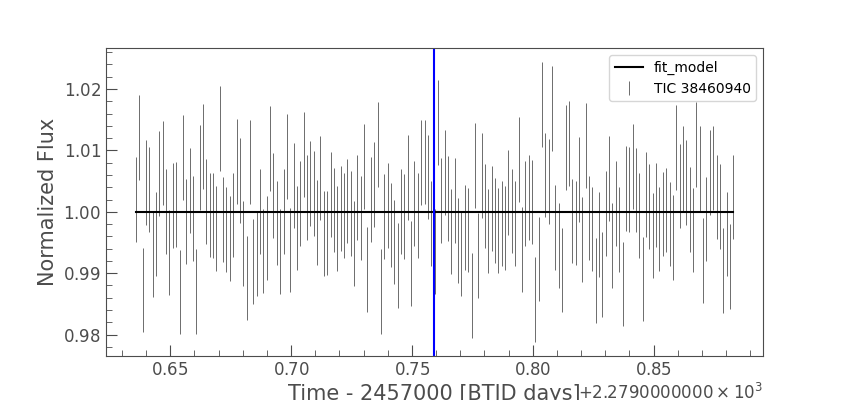 fit_model
TIC 38460940
Normalized Flux
1.02
1.01
1.00
0.99
0.98
0.65
0.70
0.75
0.80
0.85
Time - 2457000 [BTJD days]
+2.2790000000 × 10³